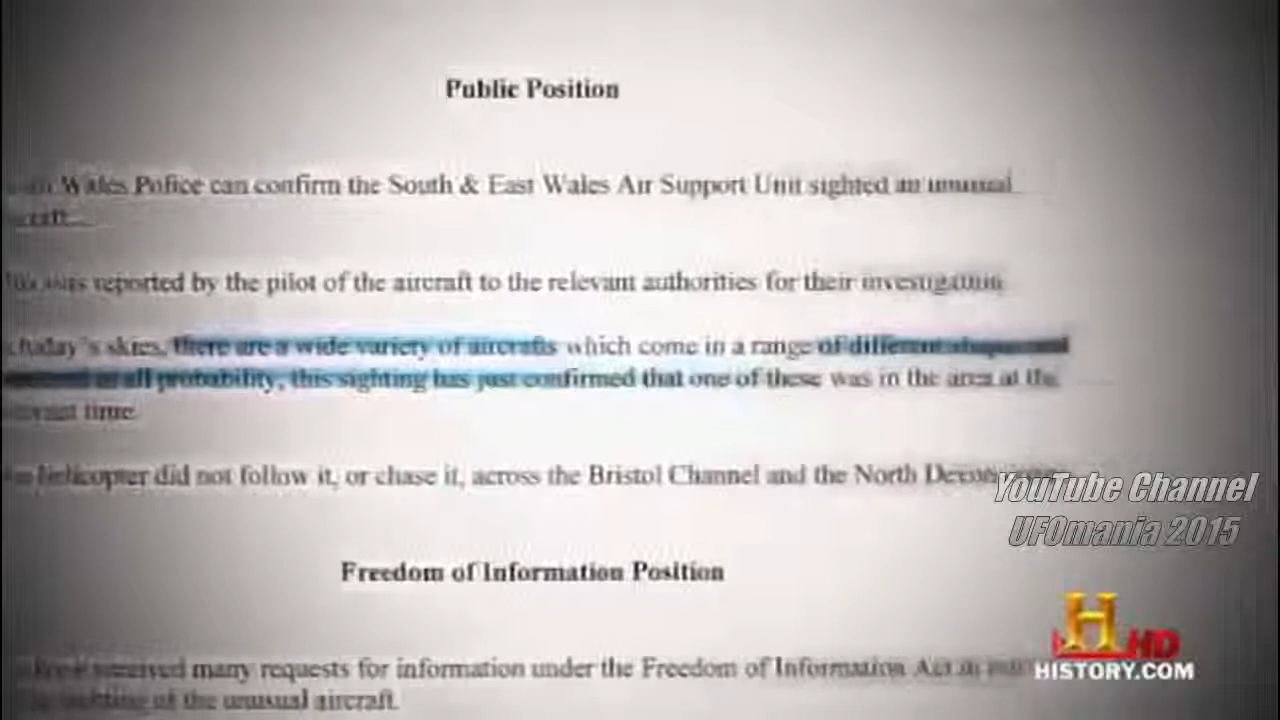 Public Position
Wales Police can confirm the South & East Wales Air Support Unit sighted an unusual
reported by the pilot of the aircraft to the relevant authorities for their investigation
skies, there are a wide variety of aircrafts which come in a range of different
all probability, this sighting has just confirmed that one of these was in the area at the
time.
helicopter did not follow it, or chase it, across the Bristol Channel and the North
YouTube Channel
UFOmania 2015
Freedom of Information Position
received many requests for information under the Freedom of Information Act
of the unusual aircraft.
H HD
HISTORY.COM